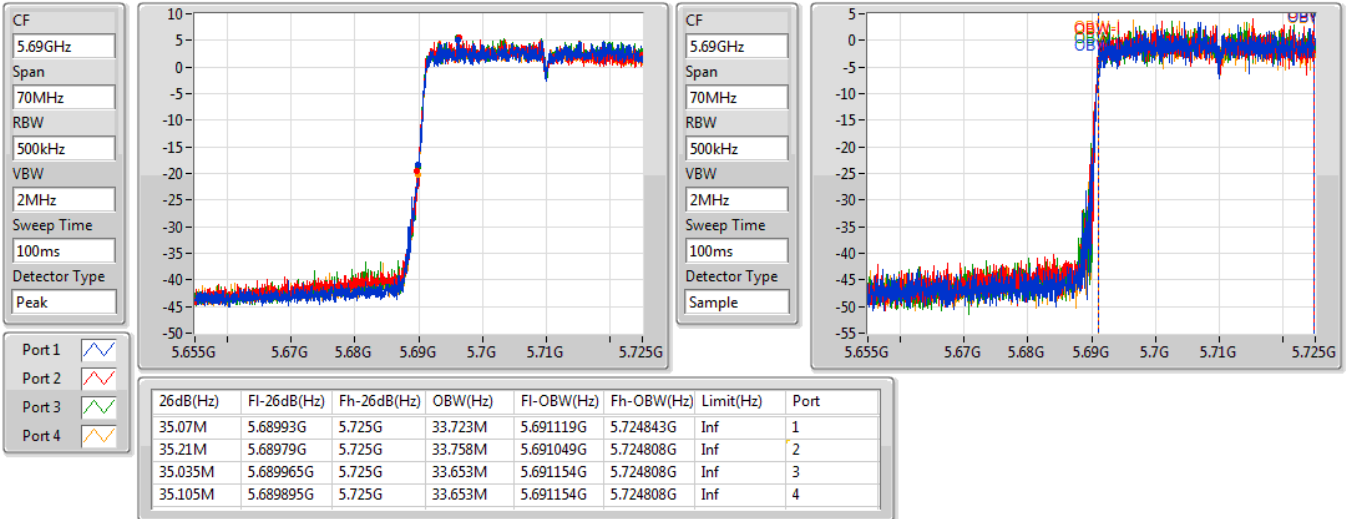 CF
5.69GHz
Span
70MHz
RBW
500kHz
VBW
2MHz
Sweep Time
100ms
Detector Type
Peak
10
5
0
-5
-10
-15
-20
-25
-30
-35
-40
-45
-50
5.655G 5.67G 5.68G 5.69G 5.7G 5.71G 5.725G
CF
5.69GHz
Span
70MHz
RBW
500kHz
VBW
2MHz
Sweep Time
100ms
Detector Type
Sample
5
0
-5
-10
-15
-20
-25
-30
-35
-40
-45
-50
-55
5.655G 5.67G 5.68G 5.69G 5.7G 5.71G 5.725G
OBW-l
Port 1
Port 2
Port 3
Port 4
26dB(Hz) Fl-26dB(Hz) Fh-26dB(Hz) OBW(Hz) Fl-OBW(Hz) Fh-OBW(Hz) Limit(Hz) Port
35.07M 5.68993G 5.725G 33.723M 5.691119G 5.724843G Inf 1
35.21M 5.68979G 5.725G 33.758M 5.691049G 5.724808G Inf 2
35.035M 5.689965G 5.725G 33.653M 5.691154G 5.724808G Inf 3
35.105M 5.689895G 5.725G 33.653M 5.691154G 5.724808G Inf 4